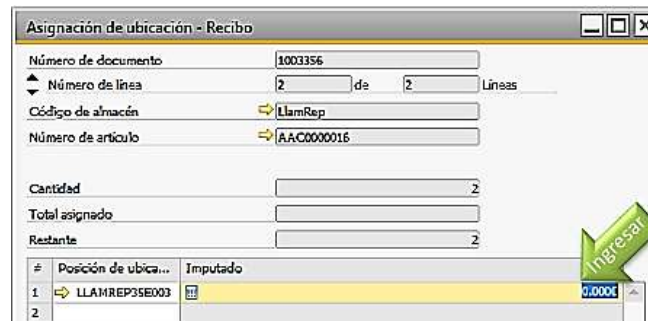 Asignación de ubicación - Recibo
Número de documento 1003356
Número de línea 2 de 2 Líneas
Código de almacén LlamRep
Número de artículo AAC0000016
Cantidad 2
Total asignado
Restante 2
Ingresar
# Posición de ubica... Imputado
1 LLAMREP35E003 0.000
2